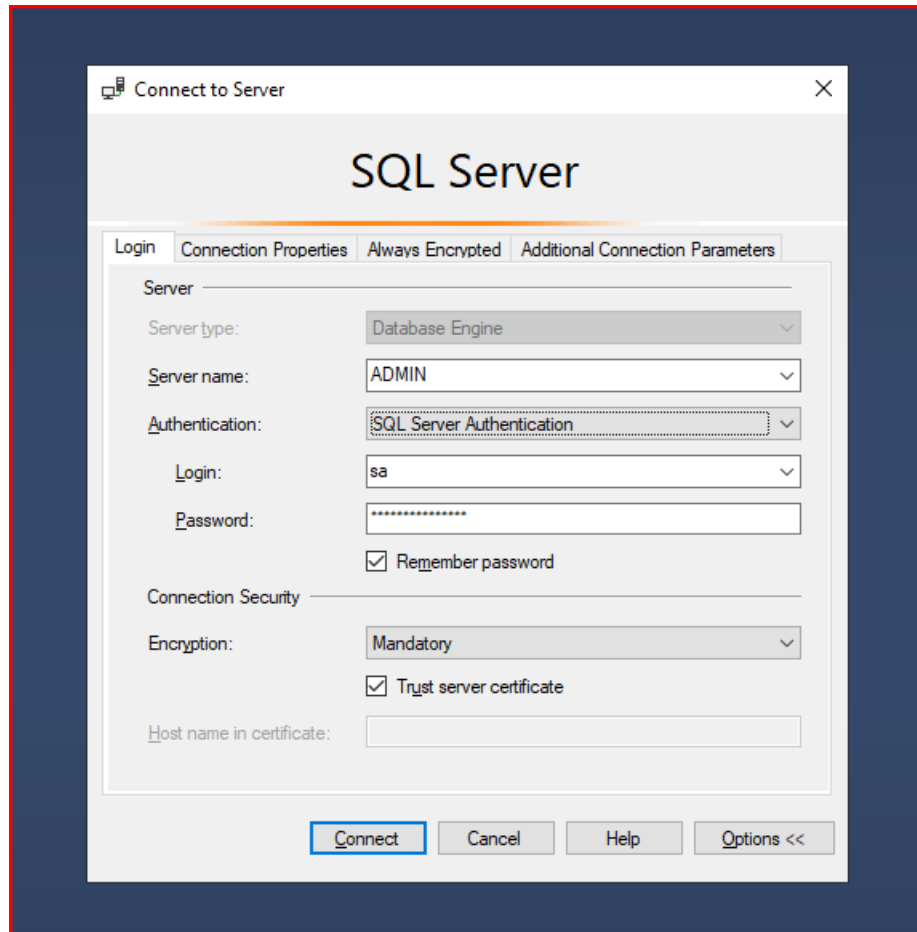 Connect to Server
SQL Server
Login Connection Properties Always Encrypted Additional Connection Parameters
Server
Server type: Database Engine
Server name: ADMIN
Authentication: SQL Server Authentication
Login: sa
Password: ***************
Remember password
Connection Security
Encryption: Mandatory
Trust server certificate
Host name in certificate:
Connect Cancel Help Options <<